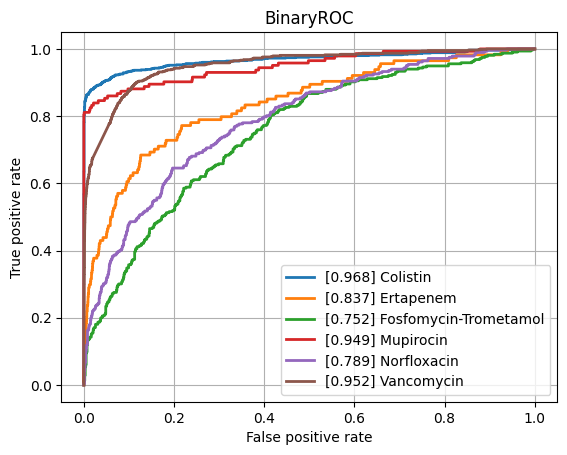 BinaryROC
True positive rate
1.0
0.8
0.6
0.4
0.2
0.0
[0.968] Colistin
[0.837] Ertapenem
[0.752] Fosfomycin-Trometamol
[0.949] Mupirocin
[0.789] Norfloxacin
[0.952] Vancomycin
0.0 0.2 0.4 0.6 0.8 1.0
False positive rate